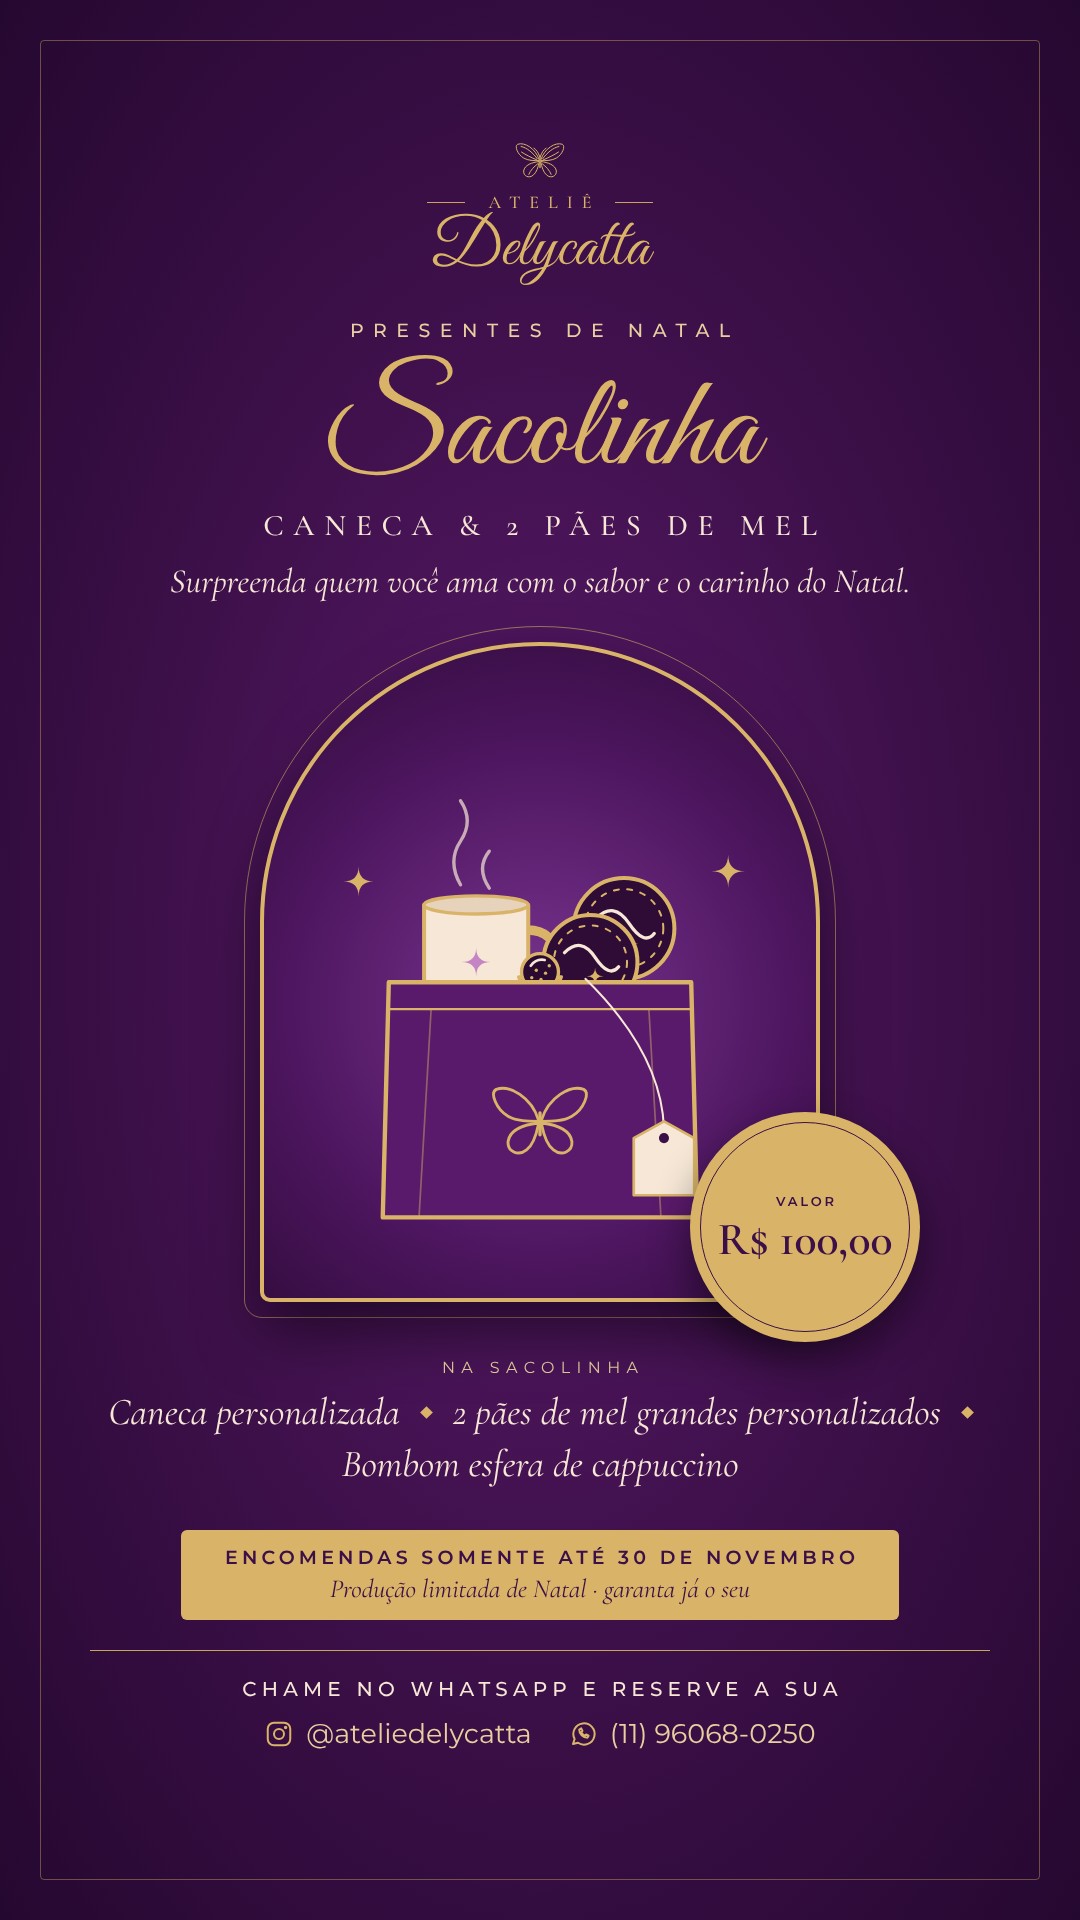 ATELIÊ
Delycatta
PRESENTES DE NATAL
Sacolinha
CANECA & 2 PÃES DE MEL
Surpreenda quem você ama com o sabor e o carinho do Natal.
VALOR
R$ 100,00
NA SACOLINHA
Caneca personalizada ◆ 2 pães de mel grandes personalizados ◆
Bombom esfera de cappuccino
ENCOMENDAS SOMENTE ATÉ 30 DE NOVEMBRO
Produção limitada de Natal · garanta já o seu
CHAME NO WHATSAPP E RESERVE A SUA
@ateliedelycatta (11) 96068-0250